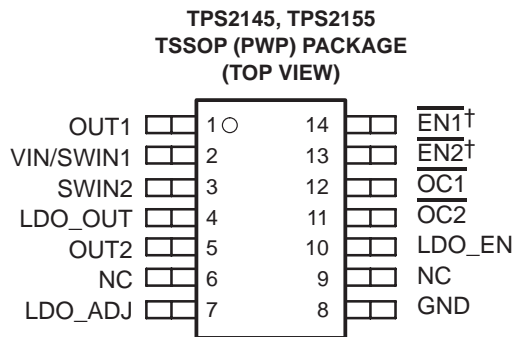 TPS2145, TPS2155
TSSOP (PWP) PACKAGE
(TOP VIEW)
OUT1 1 14 EN1†
VIN/SWIN1 2 13 EN2†
SWIN2 3 12 OC1
LDO_OUT 4 11 OC2
OUT2 5 10 LDO_EN
NC 6 9 NC
LDO_ADJ 7 8 GND